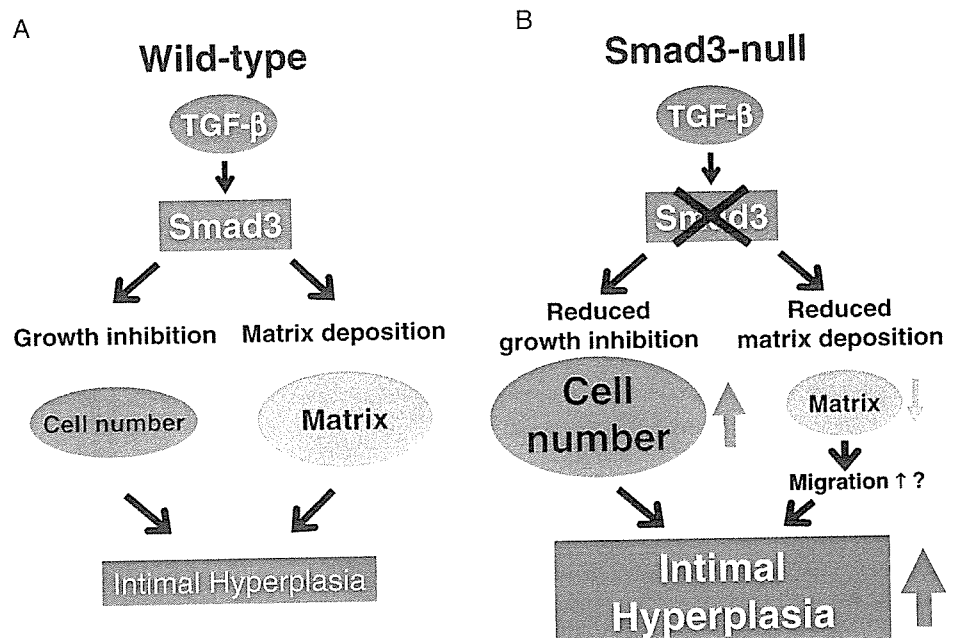 A
Wild-type
TGF-β
Smad3
Growth inhibition
Matrix deposition
Cell number
Matrix
Intimal Hyperplasia
B
Smad3-null
TGF-β
Smad3
Reduced
growth inhibition
Reduced
matrix deposition
Cell
number
Matrix
Migration ↑ ?
Intimal
Hyperplasia